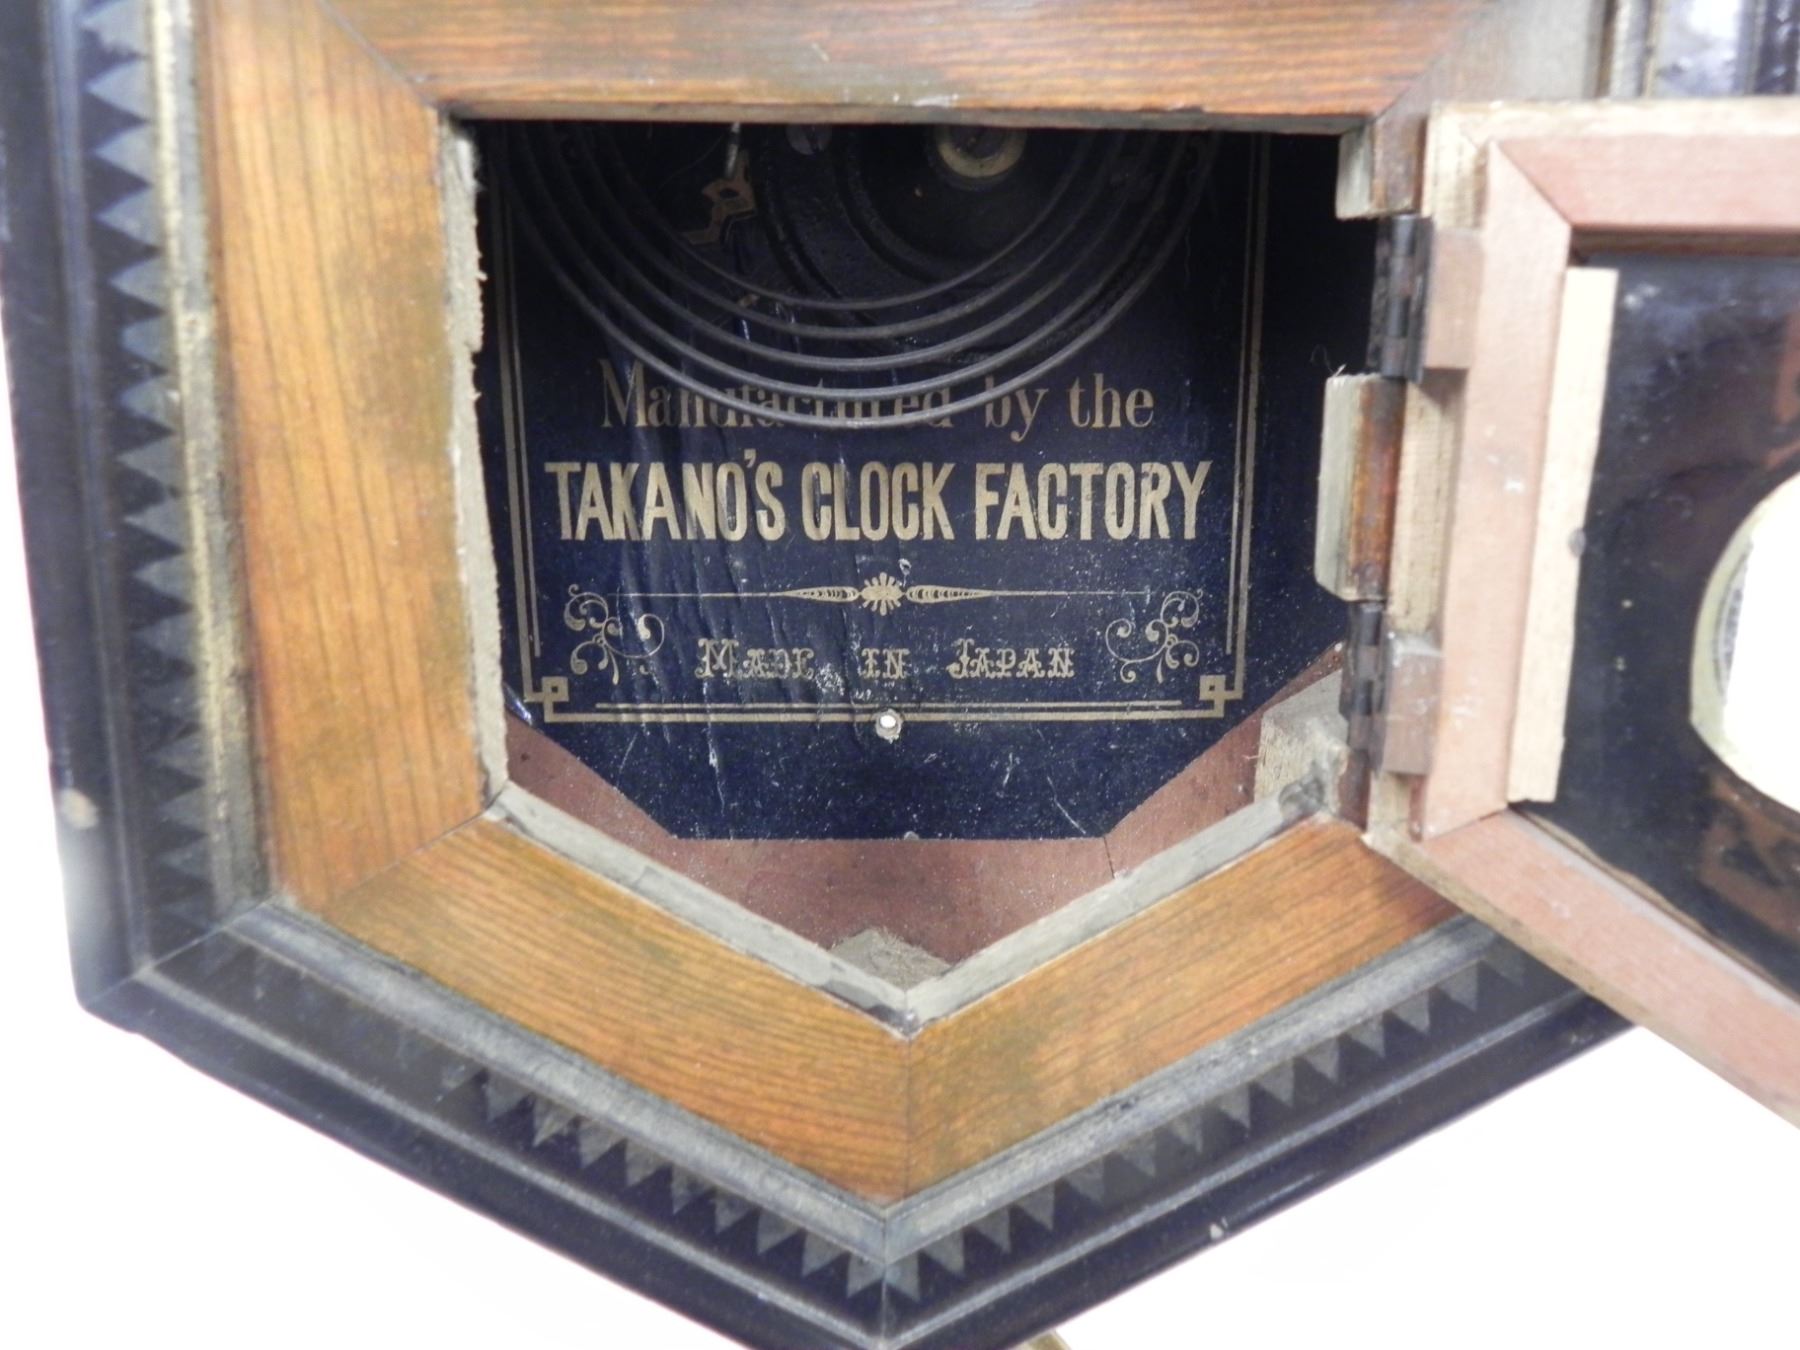 Manufactured by the
TAKANO'S CLOCK FACTORY
MADE IN JAPAN